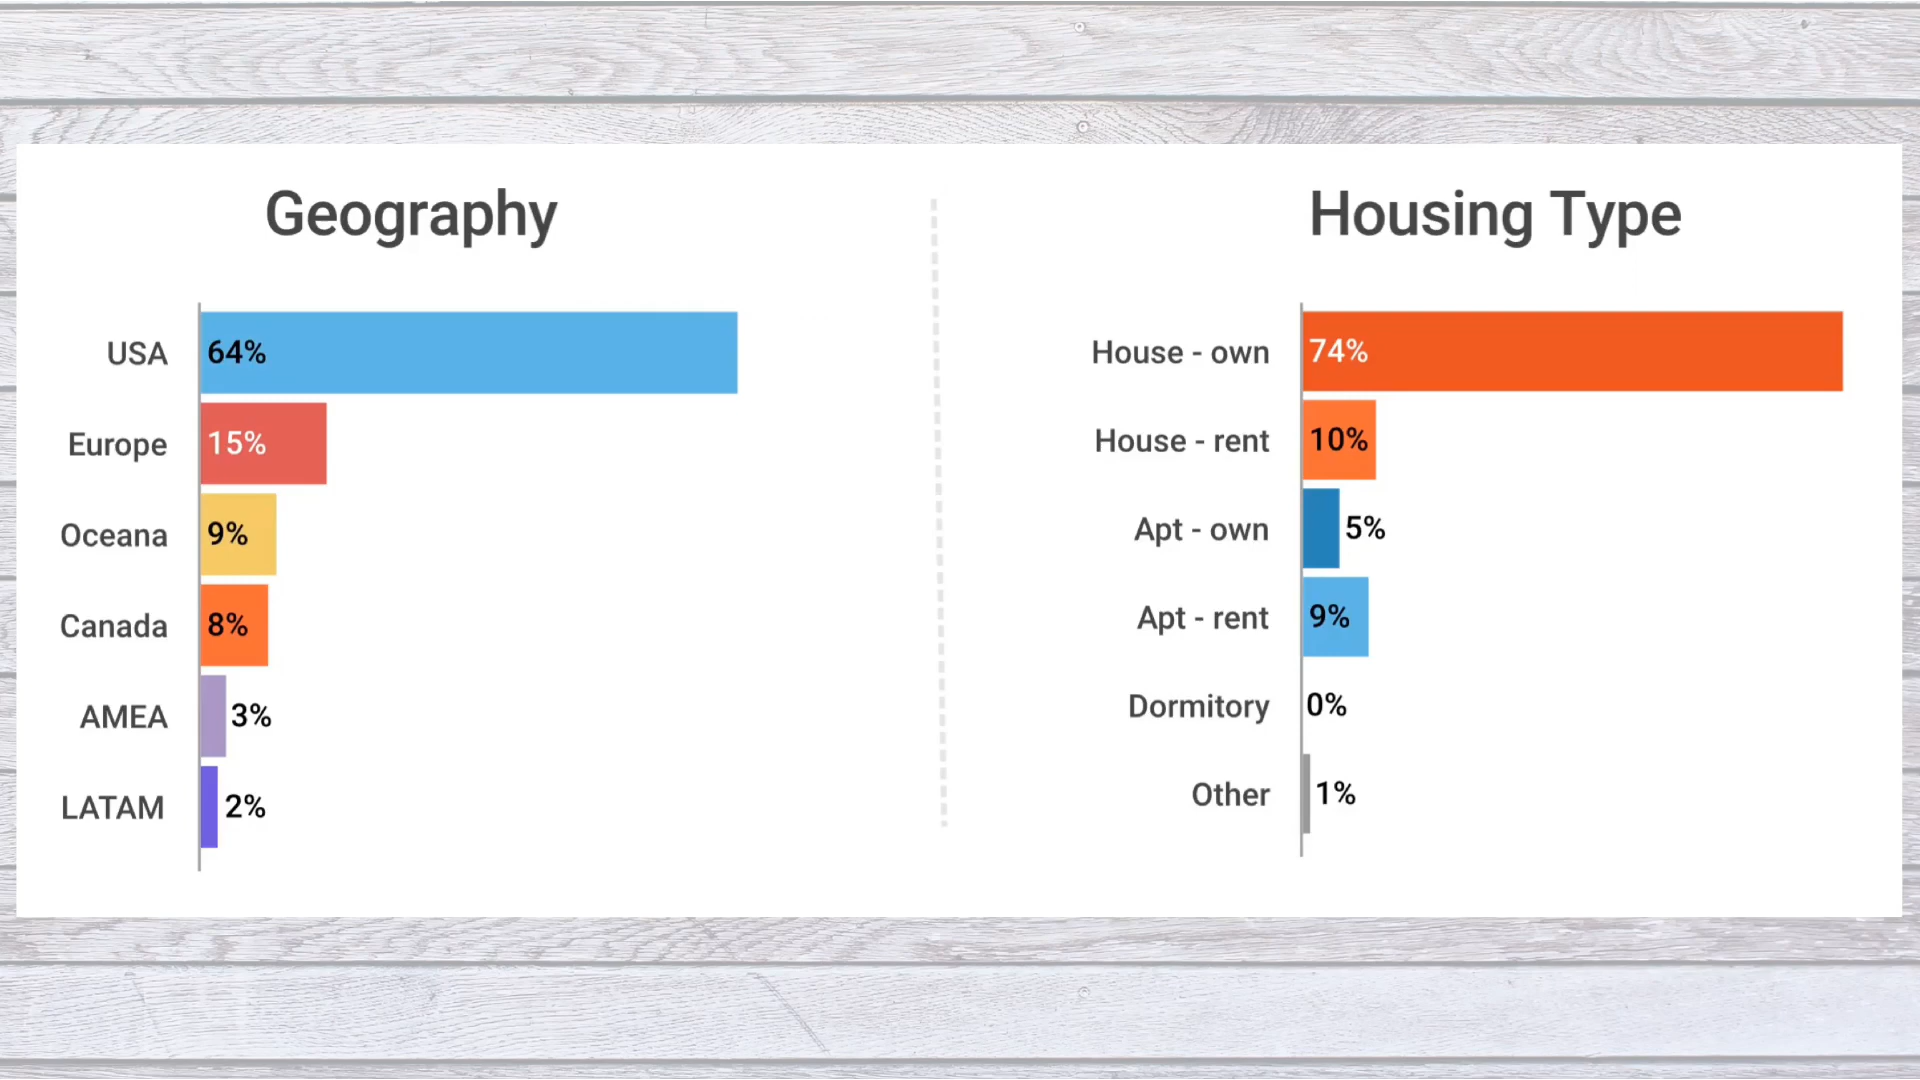 Geography
USA 64%
Europe 15%
Oceana 9%
Canada 8%
AMEA 3%
LATAM 2%
Housing Type
House - own 74%
House - rent 10%
Apt - own 5%
Apt - rent 9%
Dormitory 0%
Other 1%